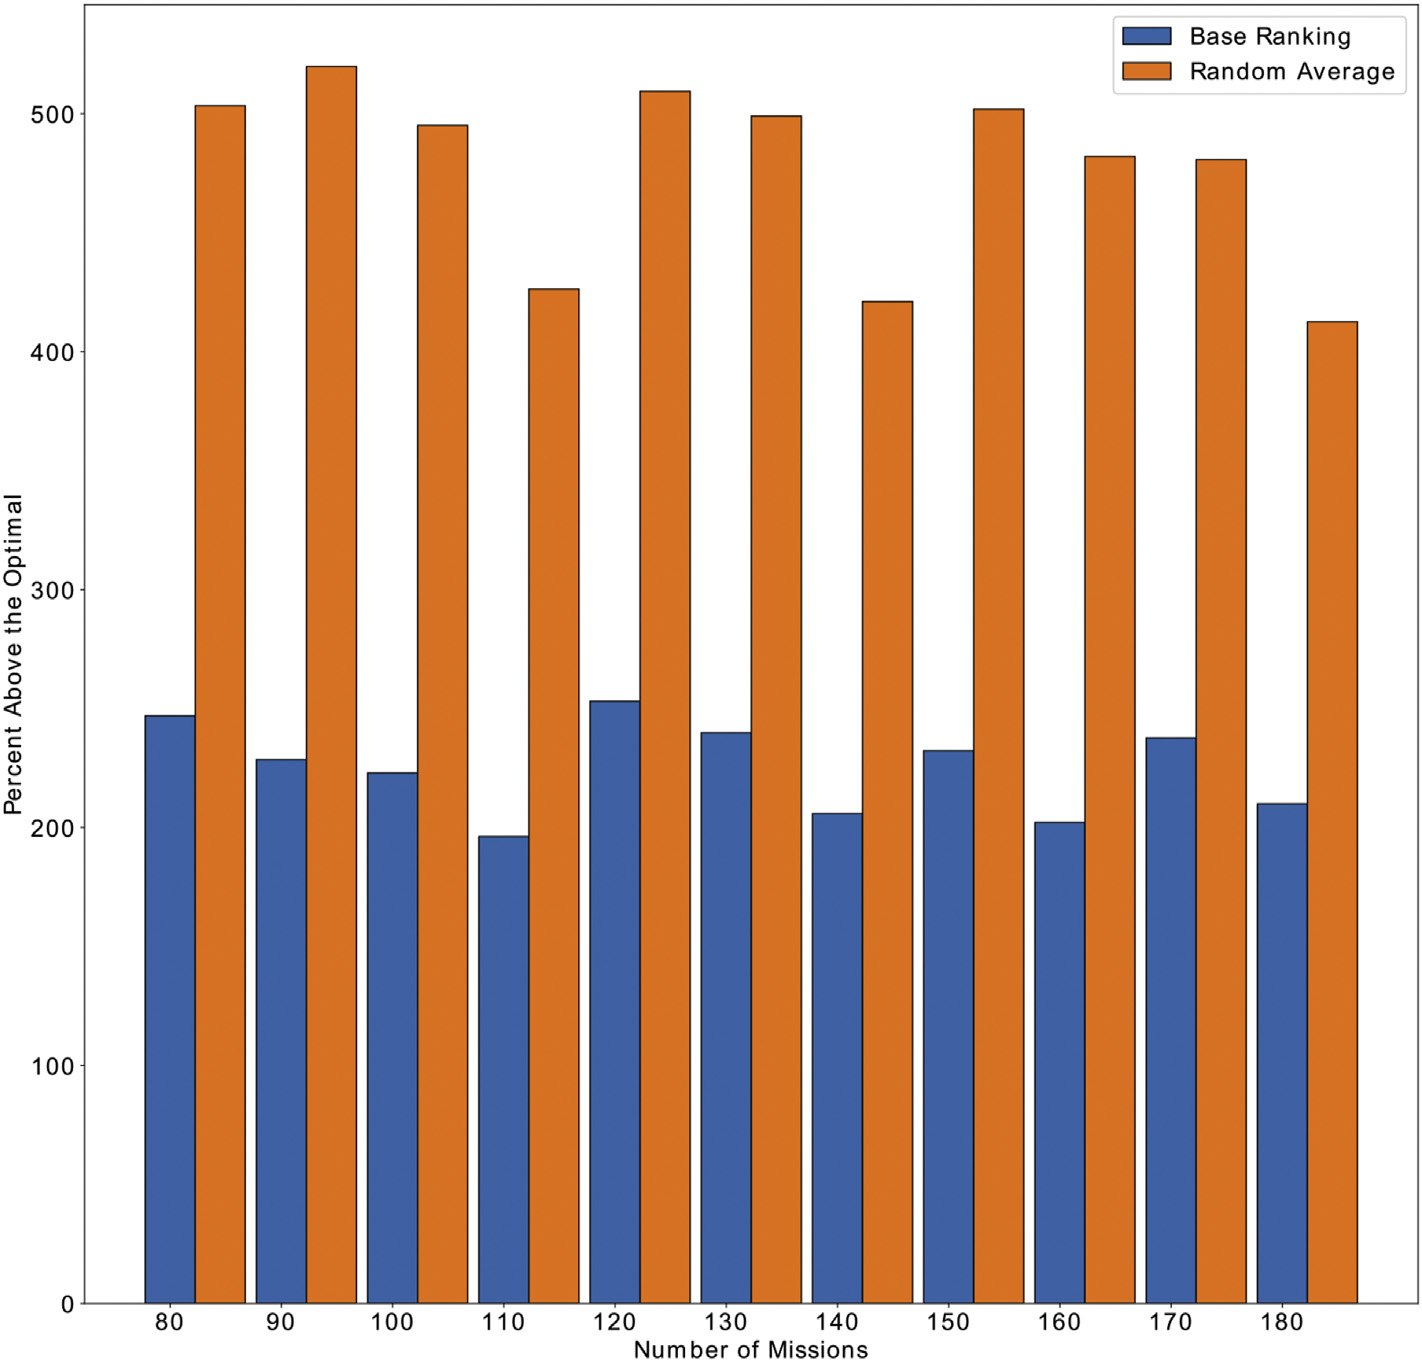 Base Ranking
Random Average
500
400
300
200
100
0
Percent Above the Optimal
80 90 100 110 120 130 140 150 160 170 180
Number of Missions